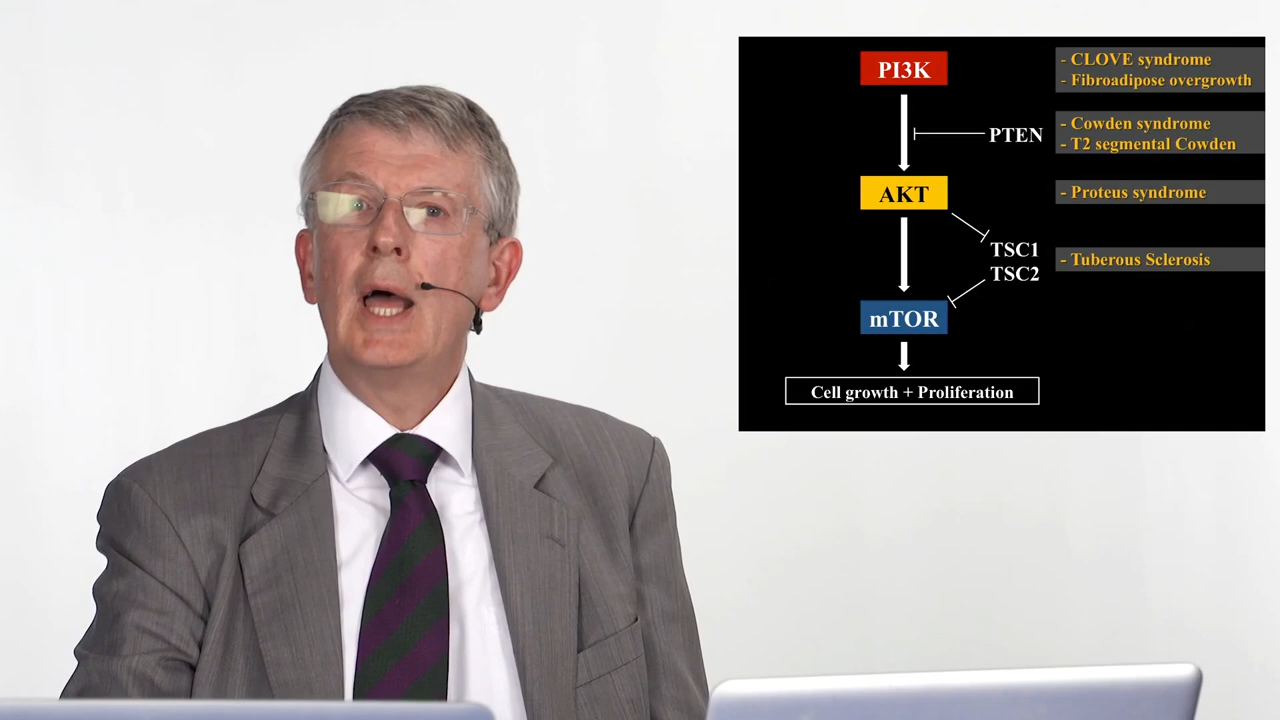 PI3K
- CLOVE syndrome
- Fibroadipose overgrowth
PTEN
- Cowden syndrome
- T2 segmental Cowden
AKT
- Proteus syndrome
TSC1
TSC2
- Tuberous Sclerosis
mTOR
Cell growth + Proliferation